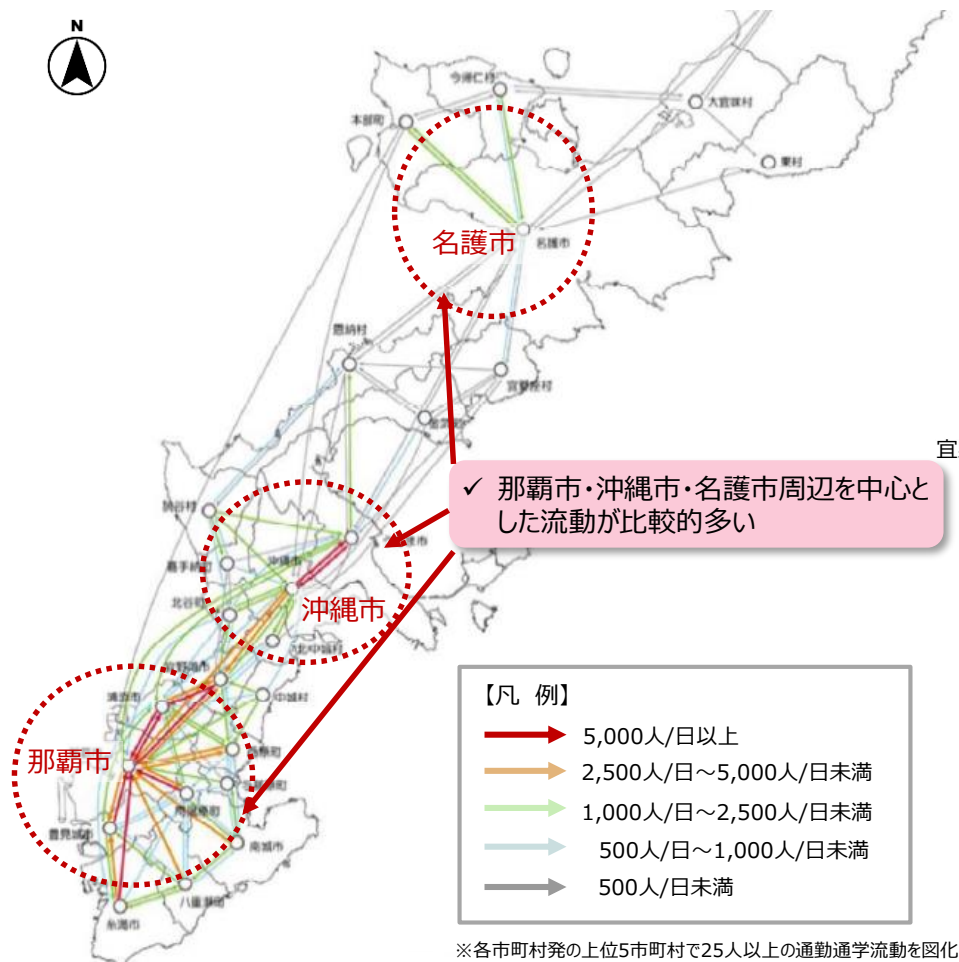 N
今帰仁村
大宜味村
本部町
東村
名護市
名護市
恩納村
宜野座村
金武町
宜
✓ 那覇市・沖縄市・名護市周辺を中心と
した流動が比較的多い
読谷村
沖縄市
嘉手納町
北谷町
沖縄市
北中城村
宜野湾市
中城村
浦添市
那覇市
西原町
与那原町
南風原町
豊見城市
南城市
八重瀬町
糸満市
【凡 例】
5,000人/日以上
2,500人/日～5,000人/日未満
1,000人/日～2,500人/日未満
500人/日～1,000人/日未満
500人/日未満
※各市町村発の上位5市町村で25人以上の通勤通学流動を図化